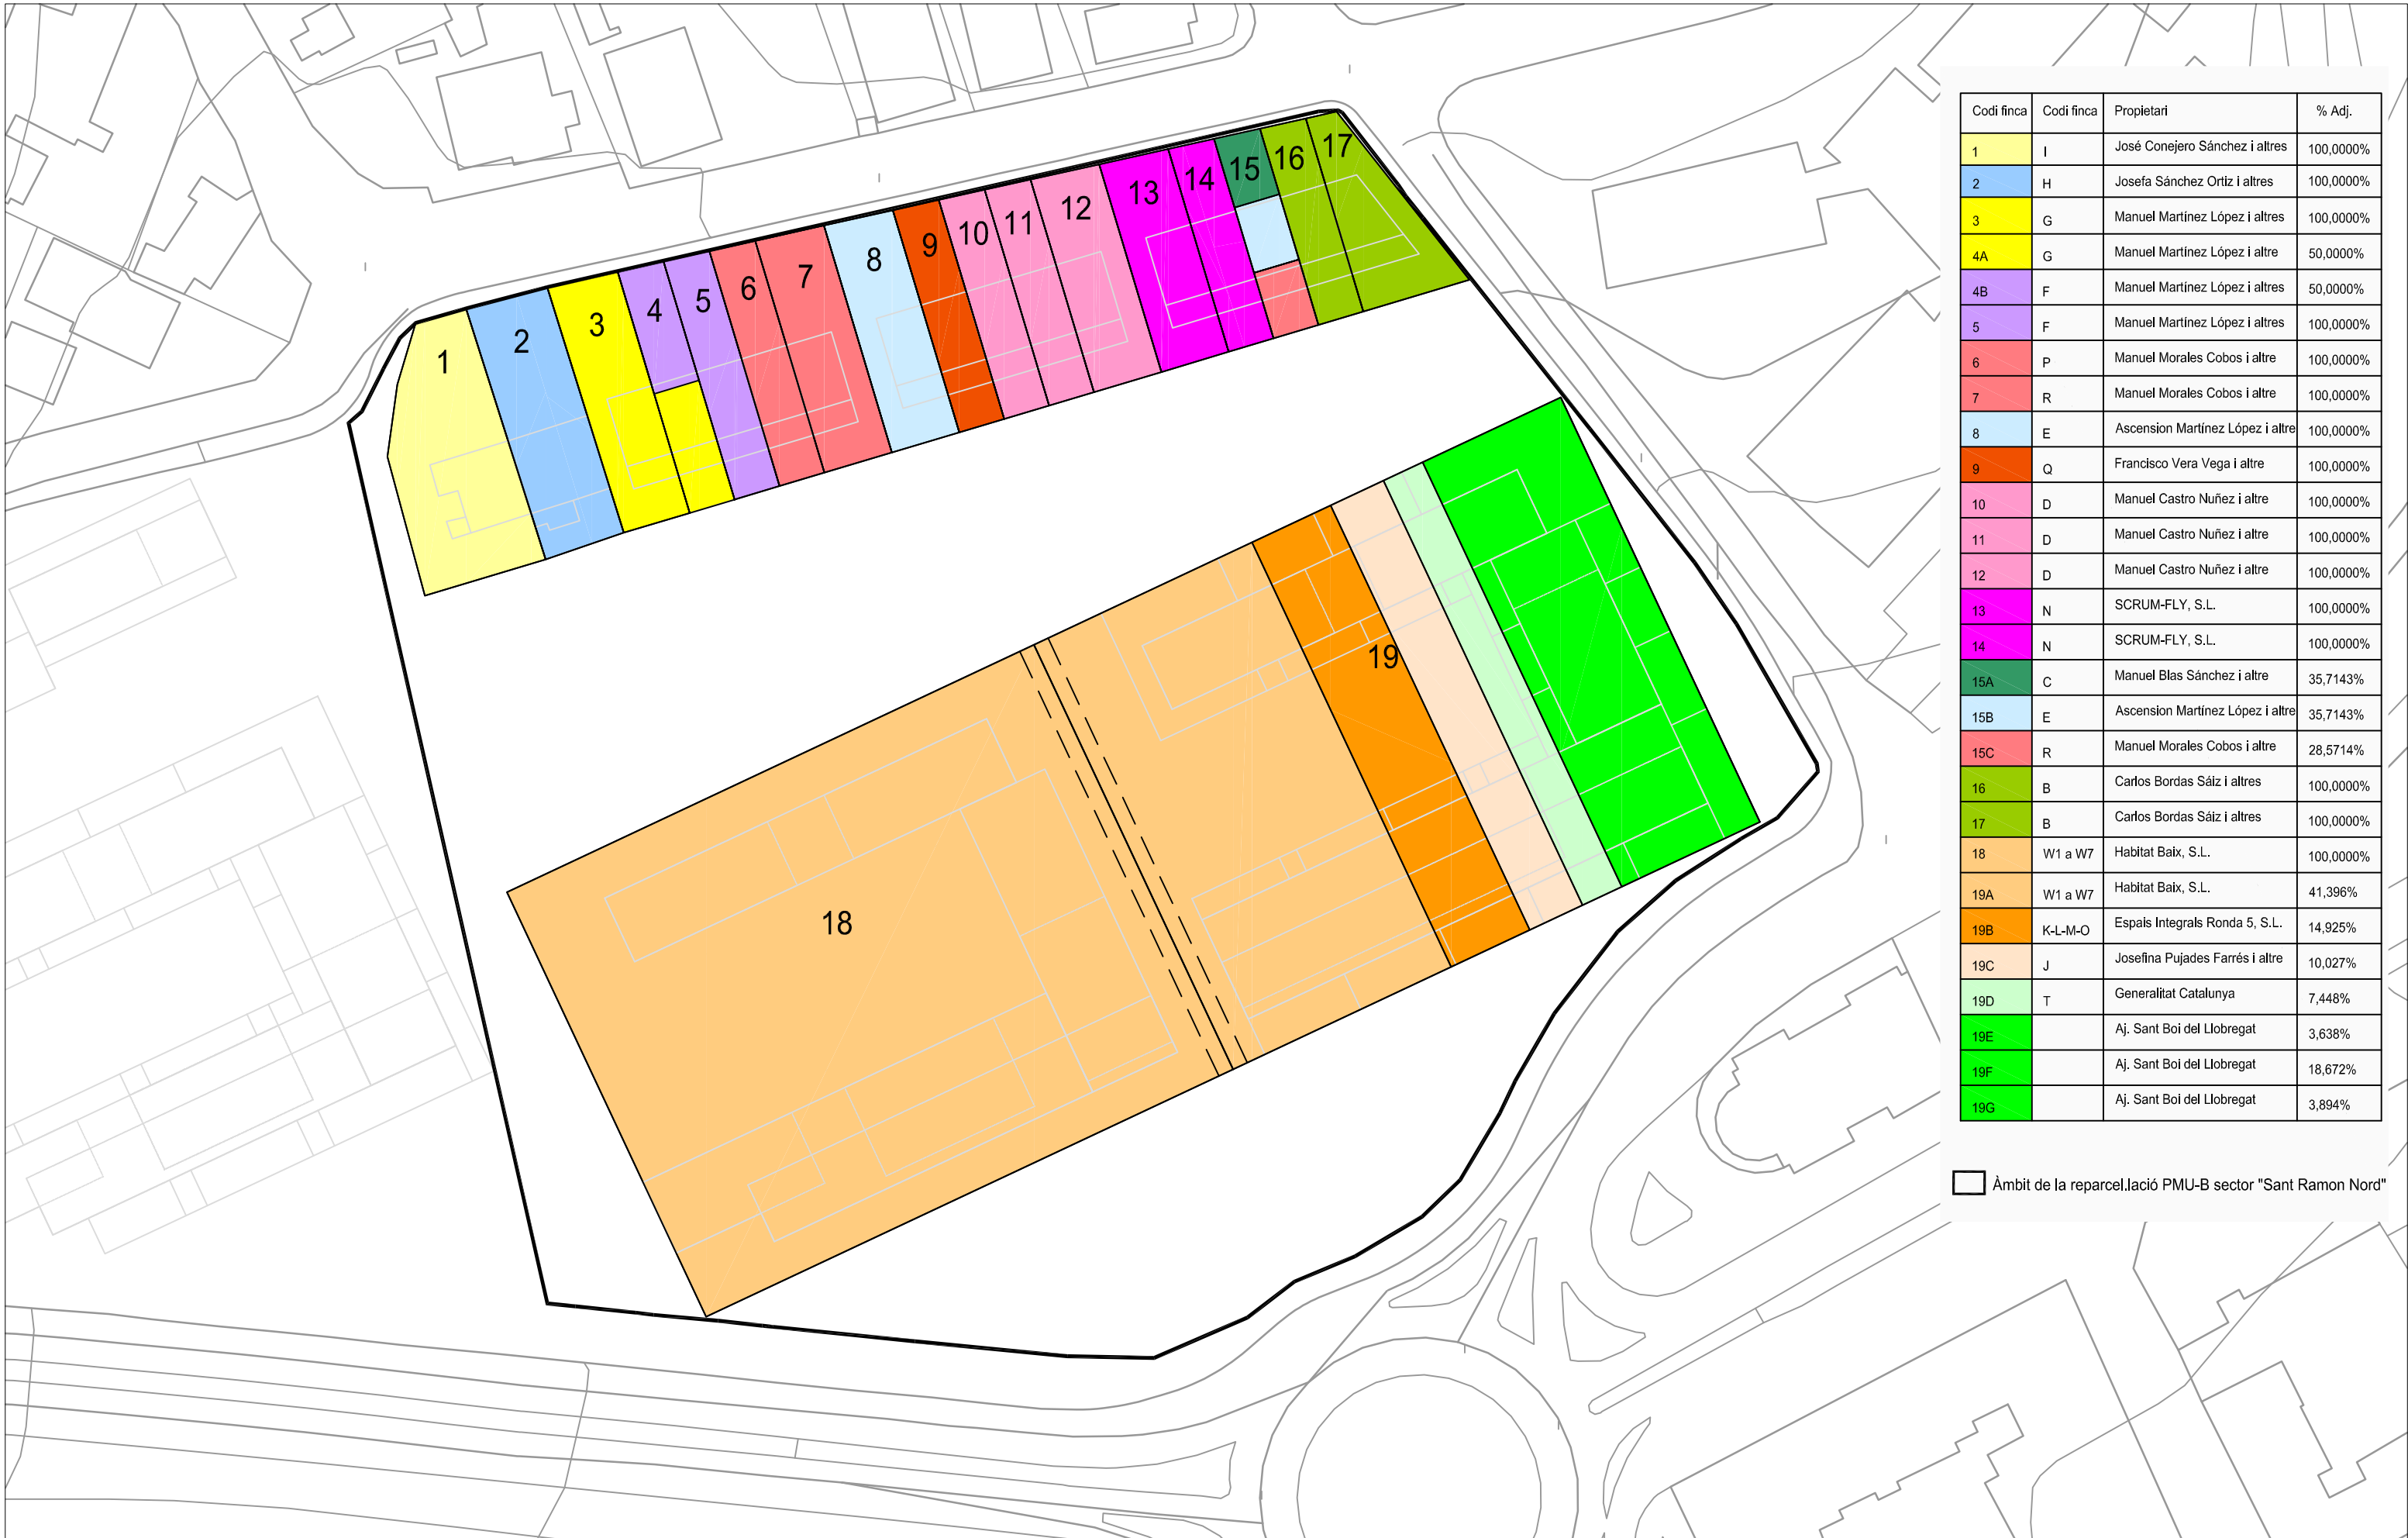 1
2
3
4
5
6
7
8
9
10
11
12
13
14
15
16
17
18
19
Codi finca Codi finca Propietari % Adj.
1 I José Conejero Sánchez i altres 100,0000%
2 H Josefa Sánchez Ortiz i altres 100,0000%
3 G Manuel Martínez López i altres 100,0000%
4A G Manuel Martínez López i altre 50,0000%
4B F Manuel Martínez López i altres 50,0000%
5 F Manuel Martínez López i altres 100,0000%
6 P Manuel Morales Cobos i altre 100,0000%
7 R Manuel Morales Cobos i altre 100,0000%
8 E Ascension Martínez López i altre 100,0000%
9 Q Francisco Vera Vega i altre 100,0000%
10 D Manuel Castro Nuñez i altre 100,0000%
11 D Manuel Castro Nuñez i altre 100,0000%
12 D Manuel Castro Nuñez i altre 100,0000%
13 N SCRUM-FLY, S.L. 100,0000%
14 N SCRUM-FLY, S.L. 100,0000%
15A C Manuel Blas Sánchez i altre 35,7143%
15B E Ascension Martínez López i altre 35,7143%
15C R Manuel Morales Cobos i altre 28,5714%
16 B Carlos Bordas Sáiz i altres 100,0000%
17 B Carlos Bordas Sáiz i altres 100,0000%
18 W1 a W7 Habitat Baix, S.L. 100,0000%
19A W1 a W7 Habitat Baix, S.L. 41,396%
19B K-L-M-O Espais Integrals Ronda 5, S.L. 14,925%
19C J Josefina Pujades Farrés i altre 10,027%
19D T Generalitat Catalunya 7,448%
19E Aj. Sant Boi del Llobregat 3,638%
19F Aj. Sant Boi del Llobregat 18,672%
19G Aj. Sant Boi del Llobregat 3,894%
Àmbit de la reparcel.lació PMU-B sector "Sant Ramon Nord"